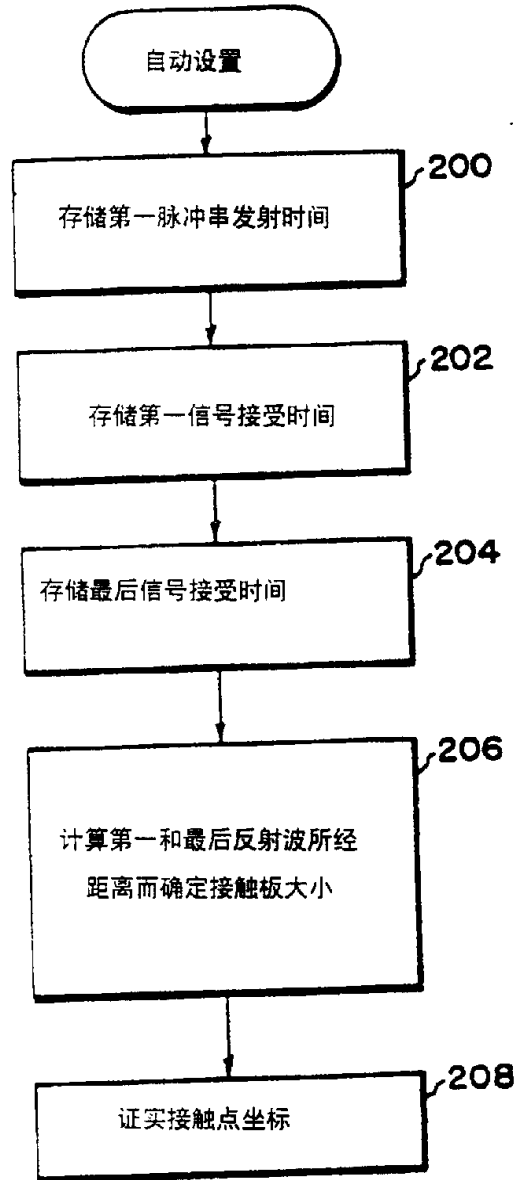 自动设置
200
存储第一脉冲串发射时间
202
存储第一信号接受时间
204
存储最后信号接受时间
206
计算第一和最后反射波所经
距离而确定接触板大小
208
证实接触点坐标